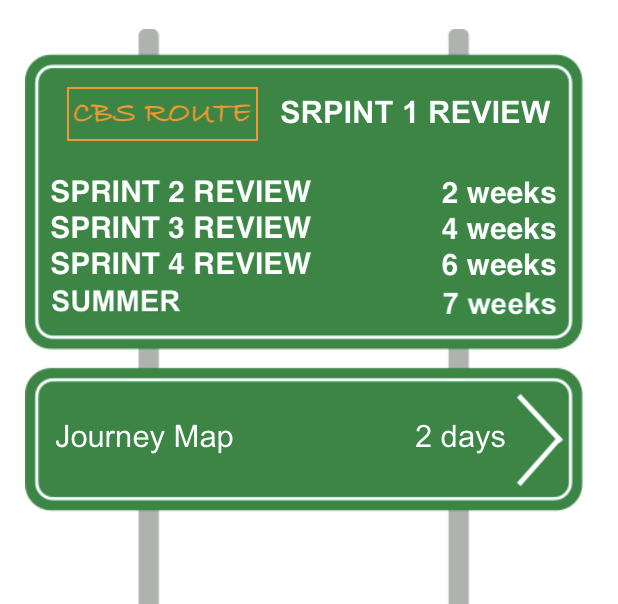 CBS ROUTE SRPINT 1 REVIEW
SPRINT 2 REVIEW 2 weeks
SPRINT 3 REVIEW 4 weeks
SPRINT 4 REVIEW 6 weeks
SUMMER 7 weeks
Journey Map 2 days